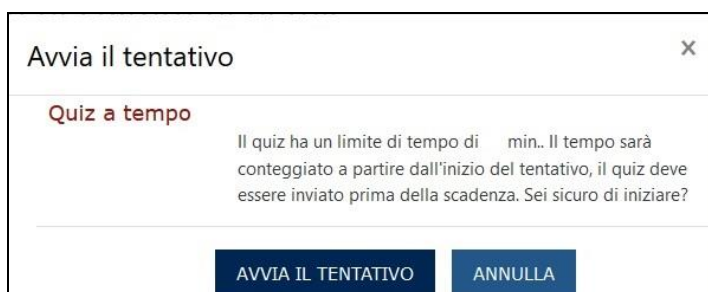 Avvia il tentativo
×
Quiz a tempo
Il quiz ha un limite di tempo di min.. Il tempo sarà
conteggiato a partire dall'inizio del tentativo, il quiz deve
essere inviato prima della scadenza. Sei sicuro di iniziare?
AVVIA IL TENTATIVO
ANNULLA